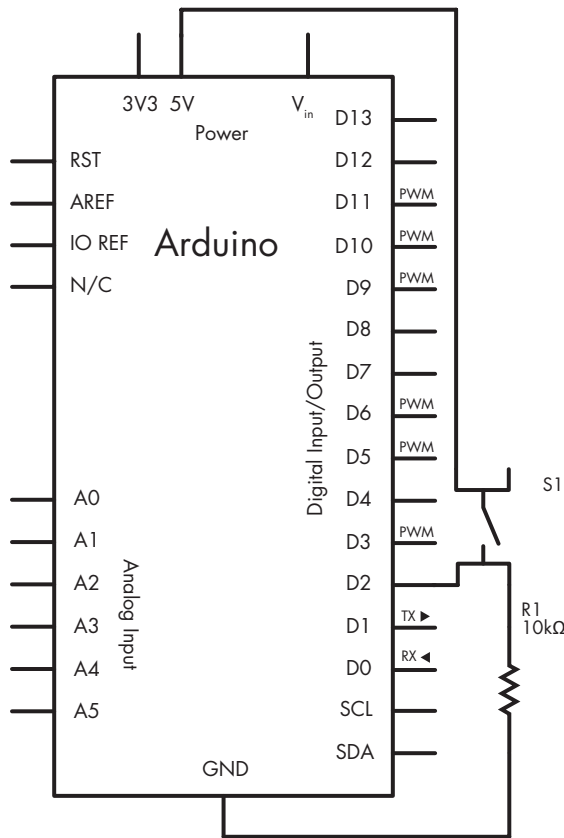 3V3 5V V in
Power
Arduino
RST
AREF
IO REF
N/C
A0
A1
A2
A3
A4
A5
Analog Input
D13
D12
D11 PWM
D10 PWM
D9 PWM
D8
D7
D6 PWM
D5 PWM
D4
D3 PWM
D2
D1 TX ▶
D0 RX ◀
SCL
SDA
Digital Input/Output
GND
S1
R1
10kΩ